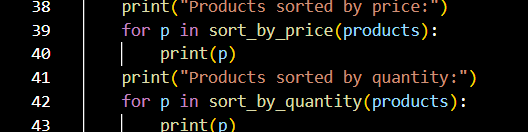 38 print("Products sorted by price:")
39 for p in sort_by_price(products):
40 print(p)
41 print("Products sorted by quantity:")
42 for p in sort_by_quantity(products):
43 print(p)